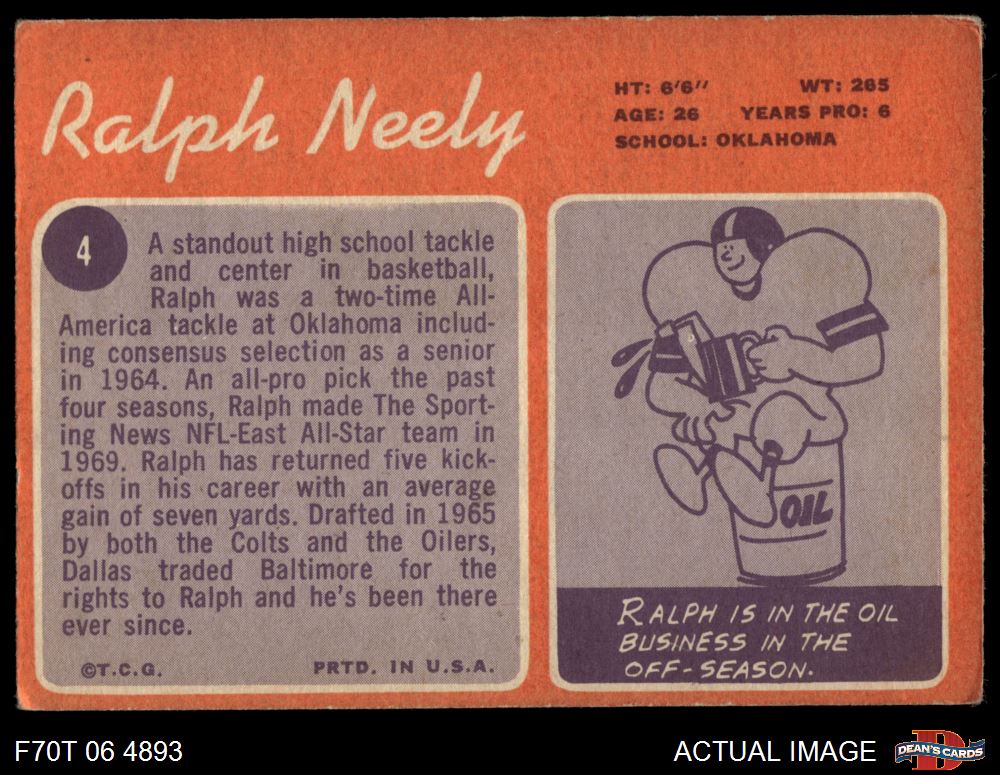 Ralph Neely
HT: 6'6" WT: 265
AGE: 26 YEARS PRO: 6
SCHOOL: OKLAHOMA
4
A standout high school tackle
and center in basketball,
Ralph was a two-time All-
America tackle at Oklahoma includ-
ing consensus selection as a senior
in 1964. An all-pro pick the past
four seasons, Ralph made The Sport-
ing News NFL-East All-Star team in
1969. Ralph has returned five kick-
offs in his career with an average
gain of seven yards. Drafted in 1965
by both the Colts and the Oilers,
Dallas traded Baltimore for the
rights to Ralph and he's been there
ever since.
©T.C.G. PRTD. IN U.S.A.
OIL
RALPH IS IN THE OIL
BUSINESS IN THE
OFF-SEASON.
F70T 06 4893
ACTUAL IMAGE
D
DEAN'S CARDS